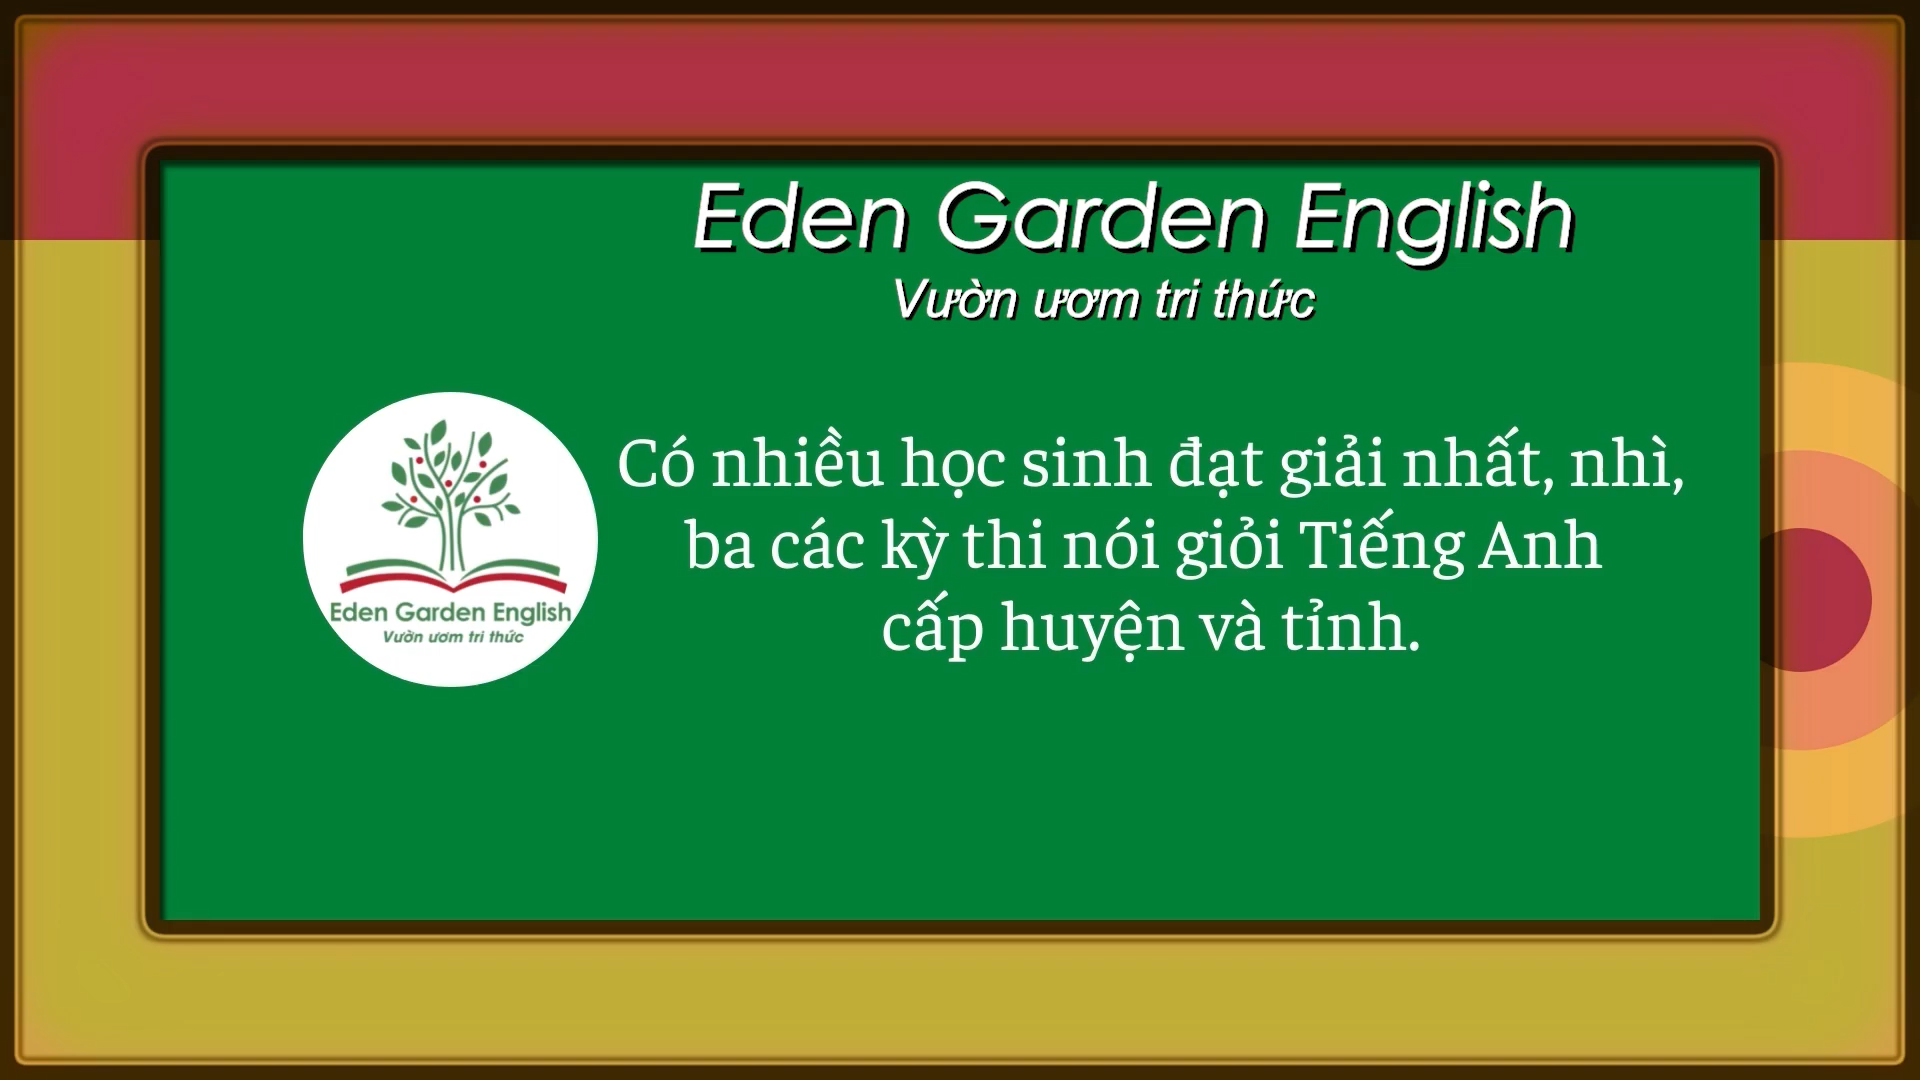 Eden Garden English
Vườn ươm tri thức
Có nhiều học sinh đạt giải nhất, nhì,
ba các kỳ thi nói giỏi Tiếng Anh
cấp huyện và tỉnh.
Eden Garden English
Vườn ươm tri thức